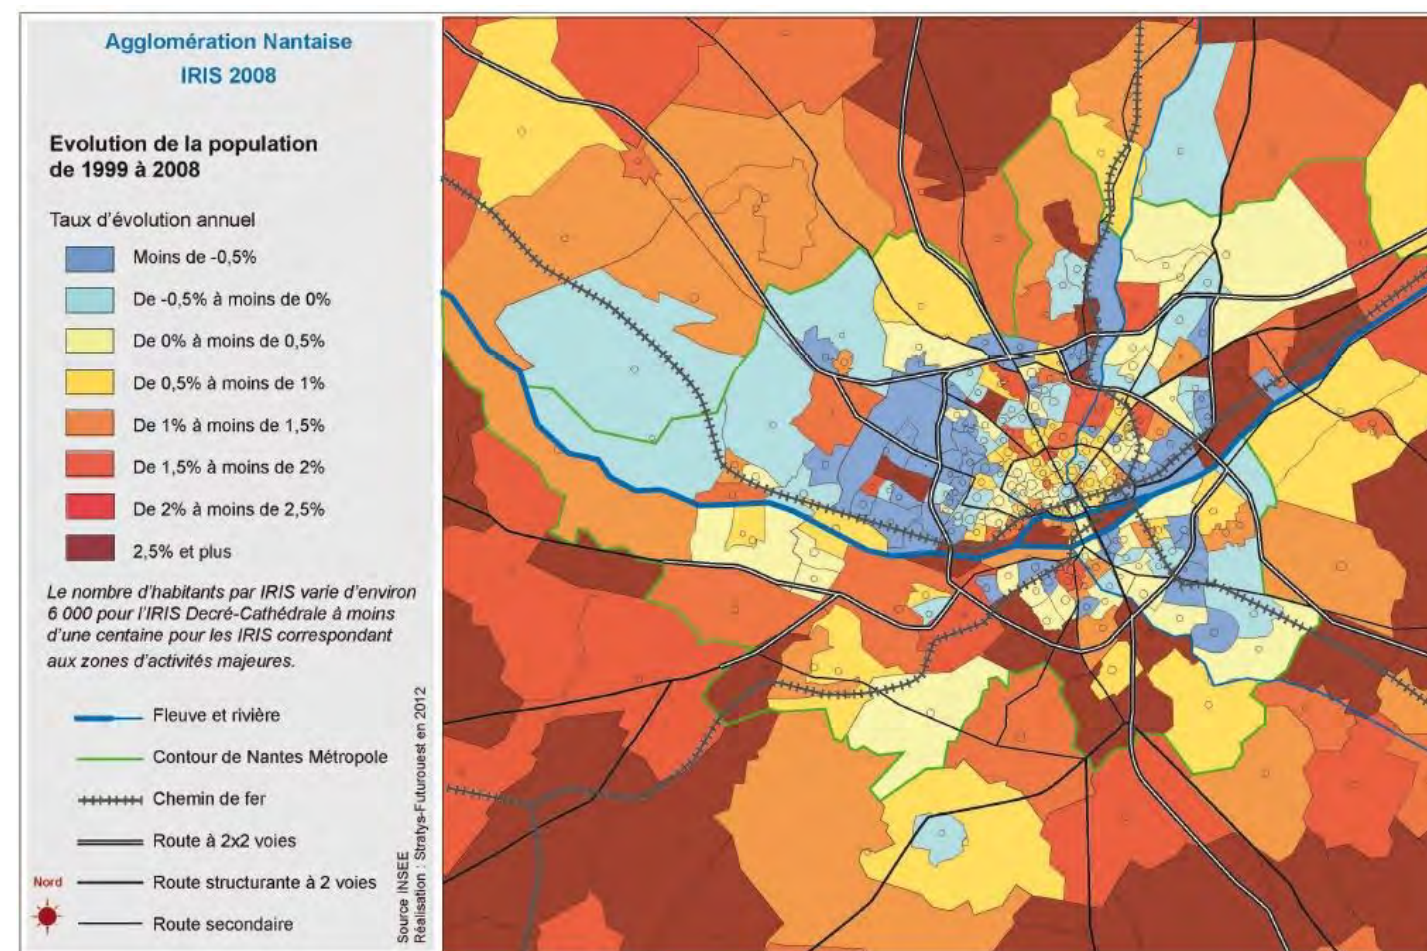 Agglomération Nantaise
IRIS 2008
Evolution de la population
de 1999 à 2008
Taux d'évolution annuel
Moins de -0,5%
De -0,5% à moins de 0%
De 0% à moins de 0,5%
De 0,5% à moins de 1%
De 1% à moins de 1,5%
De 1,5% à moins de 2%
De 2% à moins de 2,5%
2,5% et plus
Le nombre d'habitants par IRIS varie d'environ
6 000 pour l'IRIS Decré-Cathédrale à moins
d'une centaine pour les IRIS correspondant
aux zones d'activités majeures.
Fleuve et rivière
Contour de Nantes Métropole
Chemin de fer
Route à 2x2 voies
Nord
Route structurante à 2 voies
Route secondaire
Source INSEE
Réalisation : Stratys-Futurouest en 2012